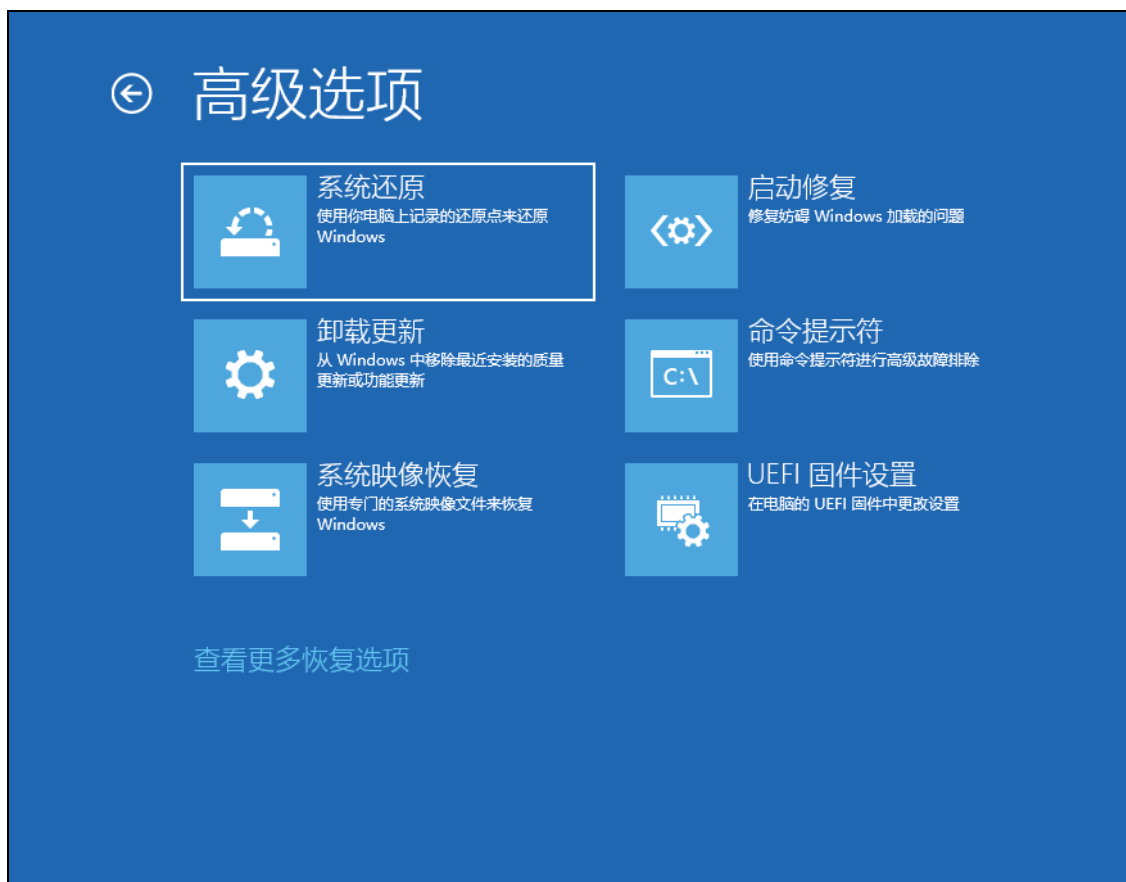 高级选项
系统还原
使用你电脑上记录的还原点来还原
Windows
启动修复
修复妨碍 Windows 加载的问题
卸载更新
从 Windows 中移除最近安装的质量
更新或功能更新
命令提示符
使用命令提示符进行高级故障排除
C:\
系统映像恢复
使用专门的系统映像文件来恢复
Windows
UEFI 固件设置
在电脑的 UEFI 固件中更改设置
查看更多恢复选项